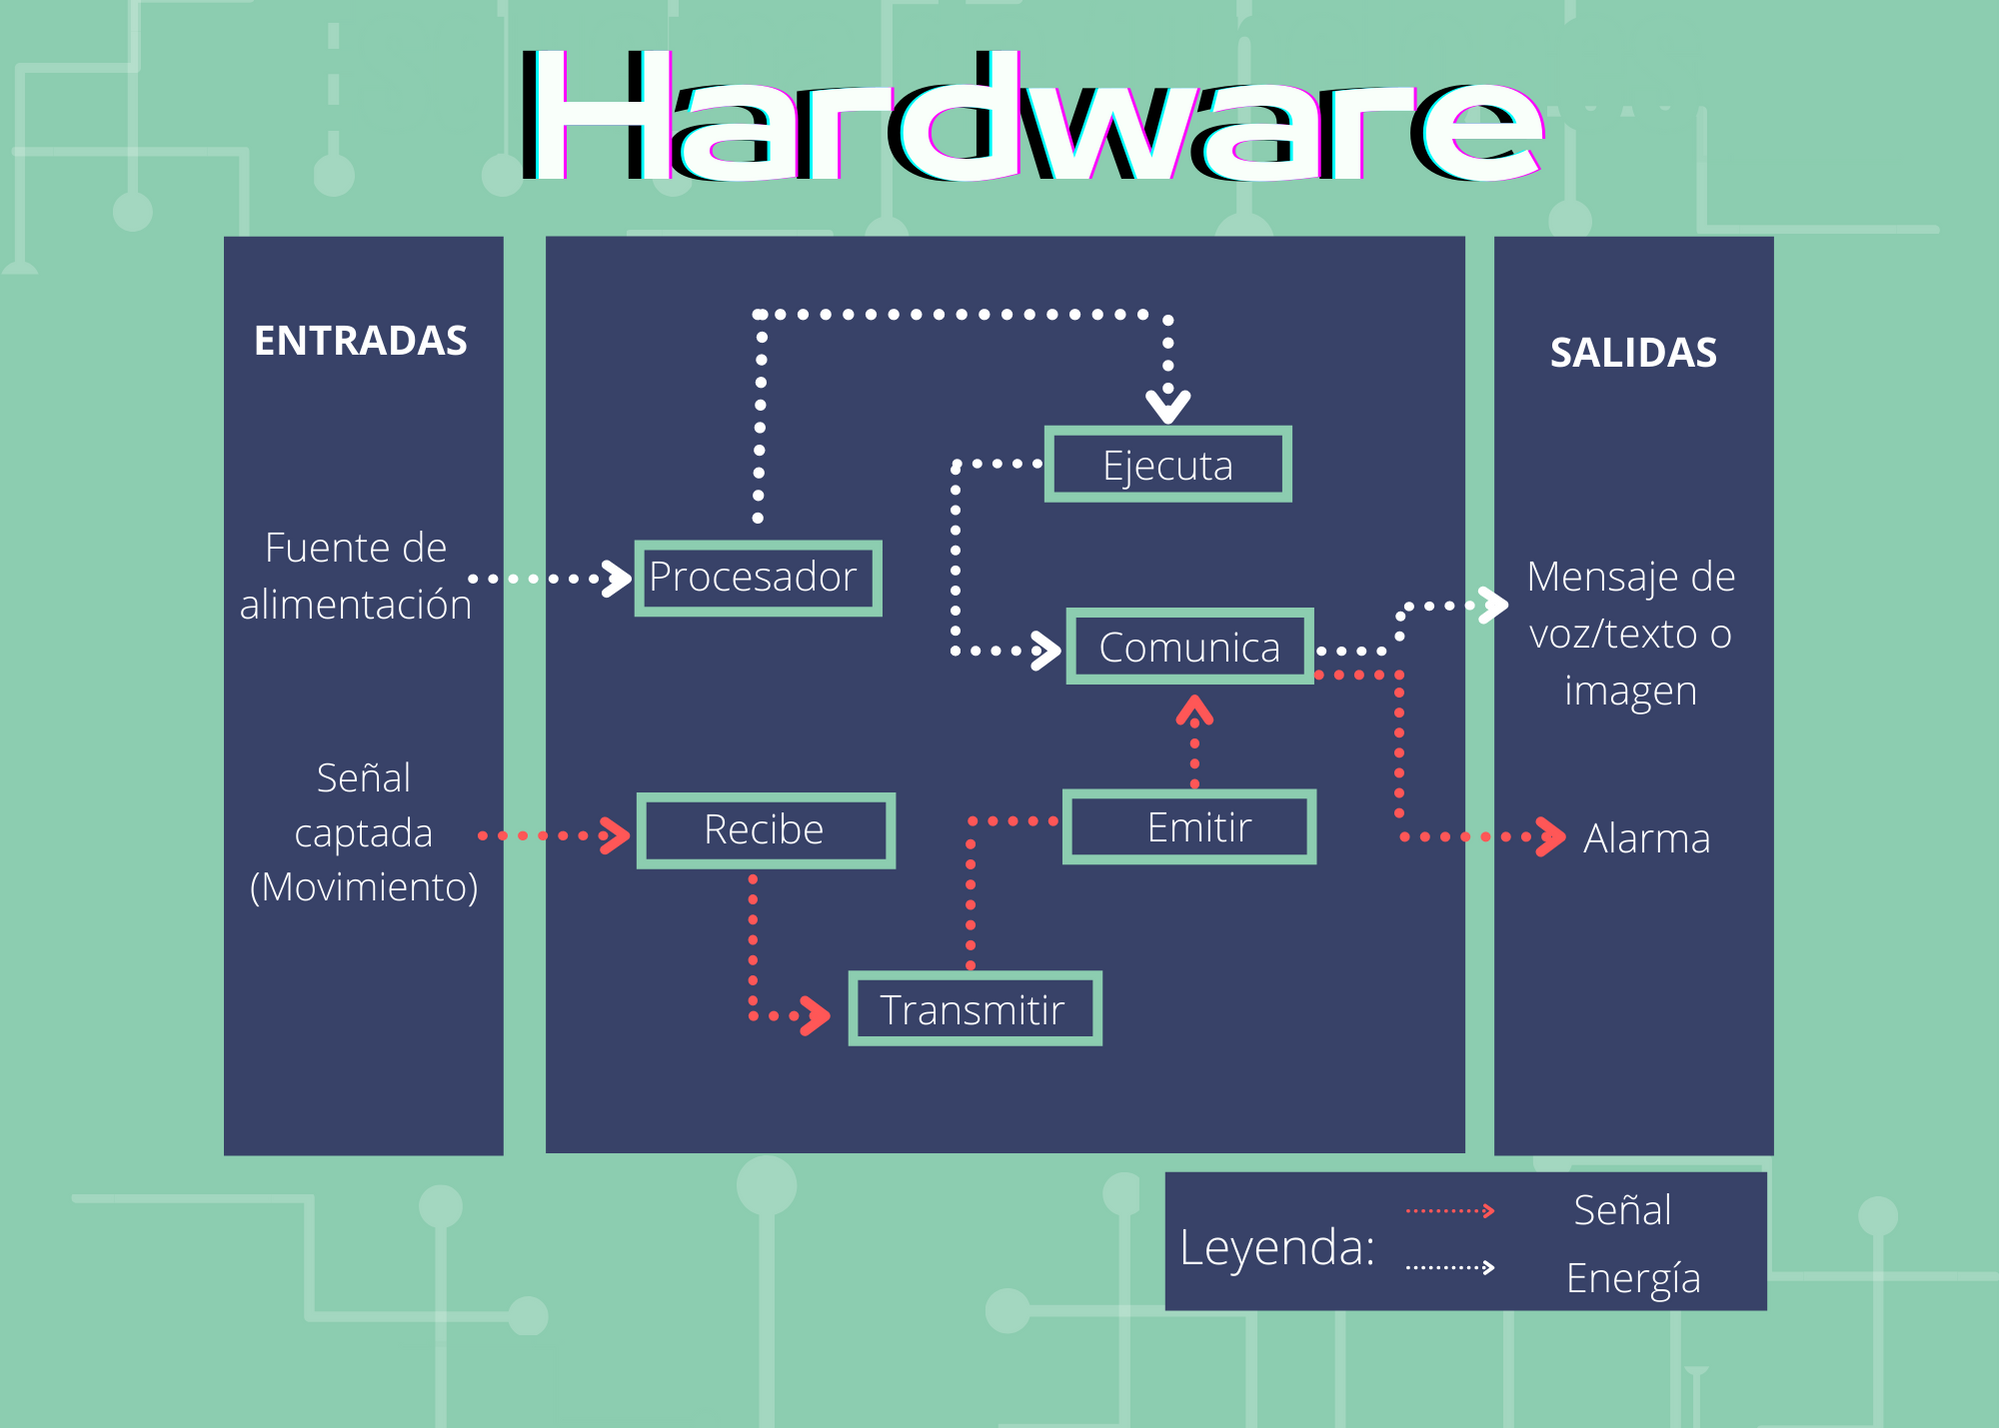 Hardware
ENTRADAS
Fuente de
alimentación
Señal
captada
(Movimiento)
Ejecuta
Procesador
Comunica
Recibe
Emitir
Transmitir
SALIDAS
Mensaje de
voz/texto o
imagen
Alarma
Leyenda:
Señal
Energía